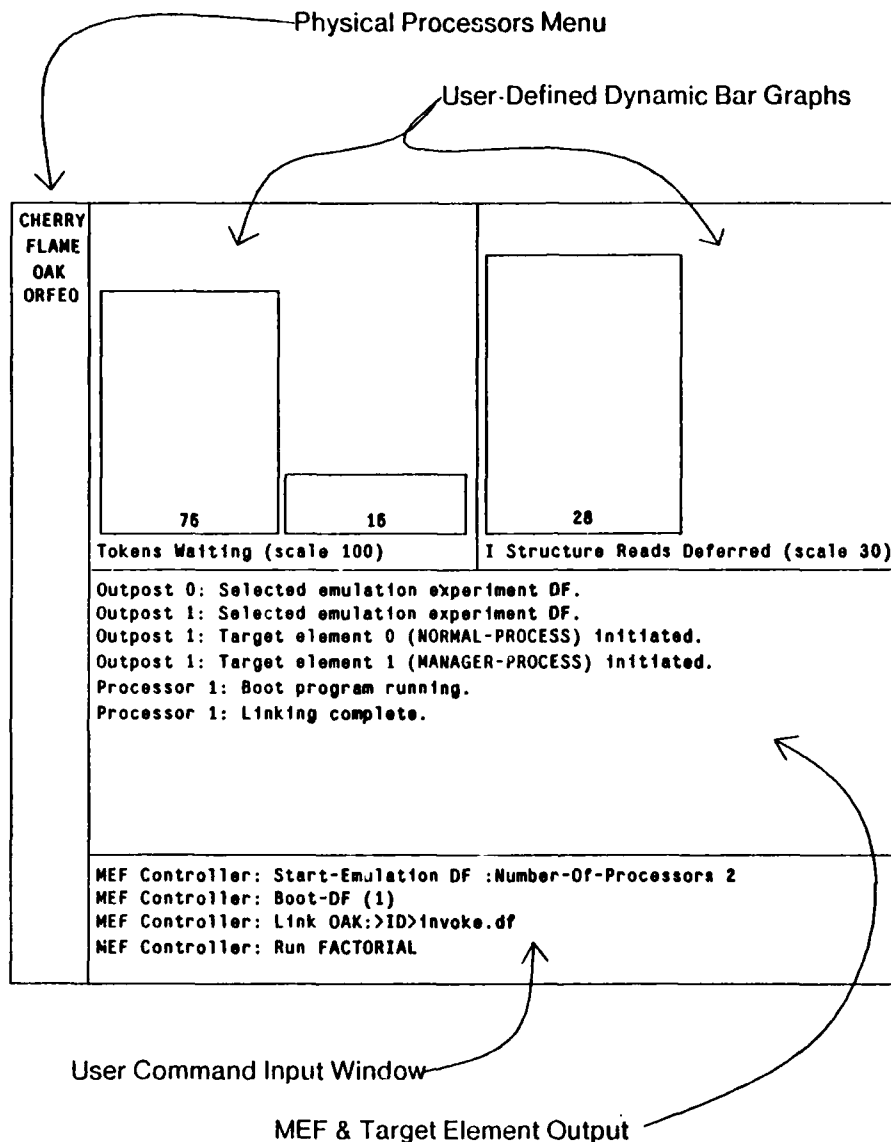 Physical Processors Menu
User-Defined Dynamic Bar Graphs
CHERRY
FLAME
OAK
ORFEO
76
16
28
Tokens Waiting (scale 100)
I Structure Reads Deferred (scale 30)
Outpost 0: Selected emulation experiment DF.
Outpost 1: Selected emulation experiment DF.
Outpost 1: Target element 0 (NORMAL-PROCESS) initiated.
Outpost 1: Target element 1 (MANAGER-PROCESS) initiated.
Processor 1: Boot program running.
Processor 1: Linking complete.
MEF Controller: Start-Emulation DF :Number-Of-Processors 2
MEF Controller: Boot-DF (1)
MEF Controller: Link OAK:>ID>invoke.df
MEF Controller: Run FACTORIAL
User Command Input Window
MEF & Target Element Output